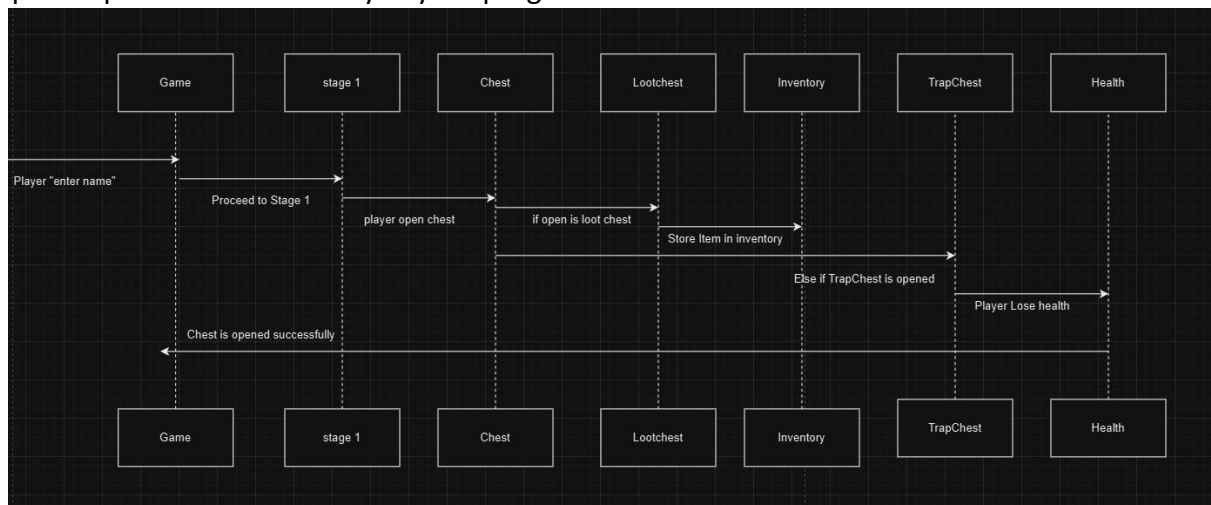 Game
stage 1
Chest
Lootchest
Inventory
TrapChest
Health
Player "enter name"
Proceed to Stage 1
player open chest
if open is loot chest
Store Item in inventory
Else if TrapChest is opened
Player Lose health
Chest is opened successfully
Game
stage 1
Chest
Lootchest
Inventory
TrapChest
Health